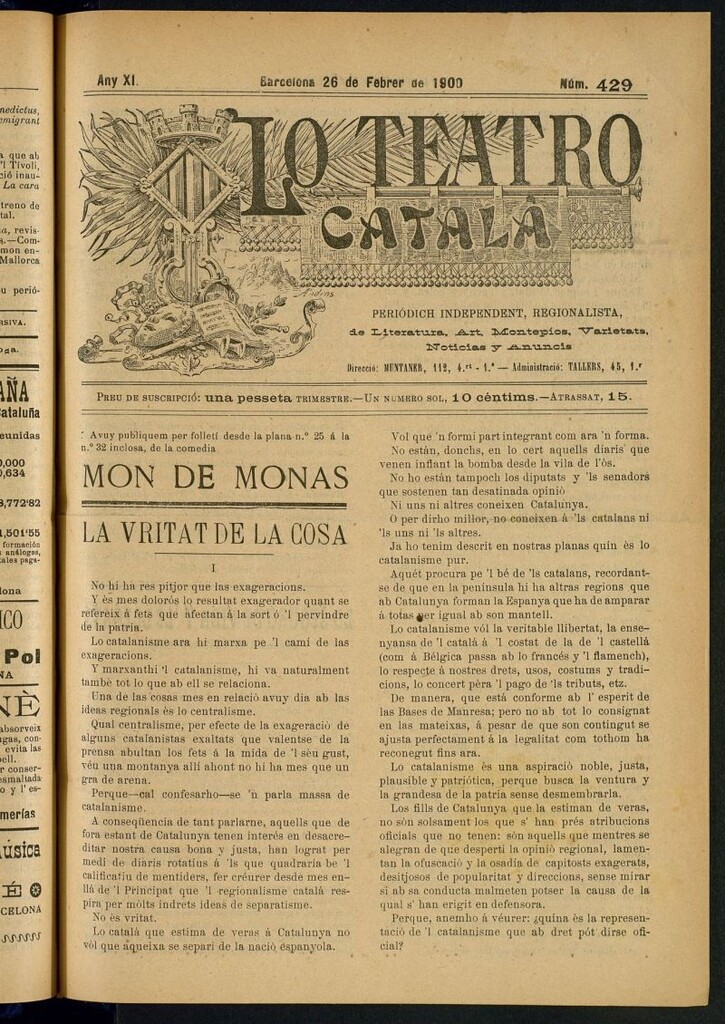 Any XI.
Barcelona 26 de Febrer de 1900
Núm. 429
LO TEATRO
CATALÁ
PERIÓDICH INDEPENDENT, REGIONALISTA,
de Literatura, Art, Montepios, Varietats,
Noticias y Anuncis
Direcció: MUNTANER, 112, 4.rt - 1.ª — Administració: TALLERS, 45, 1.r
PREU DE SUSCRIPCIÓ: una pesseta TRIMESTRE.—UN NUMERO SOL, 10 céntims.—ATRASSAT, 15.
Avuy publiquem per folletí desde la plana n.º 25 á la
n.º 32 inclosa, de la comedia
MON DE MONAS
LA VRITAT DE LA COSA
I
No hi ha res pitjor que las exageracions.
Y és mes dolorós lo resultat exagerador quant se
refereix á fets que afectan á la sort ó 'l pervindre
de la patria.
Lo catalanisme ara hi marxa pe 'l camí de las
exageracions.
Y marxanthi 'l catalanisme, hi va naturalment
també tot lo que ab ell se relaciona.
Una de las cosas mes en relació avuy dia ab las
ideas regionals és lo centralisme.
Qual centralisme, per efecte de la exageració de
alguns catalanistas exaltats que valentse de la
prensa abultan los fets á la mida de 'l sèu gust,
véu una montanya allí ahont no hi ha mes que un
gra de arena.
Perque—cal confesarho—se 'n parla massa de
catalanisme.
A conseqüencia de tant parlarne, aquells que de
fora estant de Catalunya tenen interés en desacre-
ditar nostra causa bona y justa, han lograt per
medi de diaris rotatius á 'ls que quadraría be 'l
calificatiu de mentiders, fer créurer desde mes en-
llá de 'l Principat que 'l regionalisme catalá res-
pira per mólts indrets ideas de separatisme.
No és vritat.
Lo catalá que estima de veras á Catalunya no
vól que aqueixa se separi de la nació espanyola.
Vol que 'n formi part integrant com ara 'n forma.
No están, donchs, en lo cert aquells diaris que
venen inflant la bomba desde la vila de l'òs.
No ho están tampoch los diputats y 'ls senadors
que sostenen tan desatinada opinió
Ni uns ni altres coneixen Catalunya.
O per dirho millor, no coneixen á 'ls catalans ni
'ls uns ni 'ls altres.
Ja ho tenim descrit en nostras planas quín ès lo
catalanisme pur.
Aquét procura pe 'l bé de 'ls catalans, recordant-
se de que en la península hi ha altras regions que
ab Catalunya forman la Espanya que ha de amparar
á totas per igual ab son mantell.
Lo catalanisme vól la veritable llibertat, la ense-
nyansa de 'l catalá á 'l costat de la de 'l castellá
(com á Bélgica passa ab lo francés y 'l flamench),
lo respecte á nostres drets, usos, costums y tradi-
cions, lo concert pèra 'l pago de 'ls tributs, etz.
De manera, que está conforme ab l' esperit de
las Bases de Manresa; pero no ab tot lo consignat
en las mateixas, á pesar de que son contingut se
ajusta perfectament á la legalitat com tothom ha
reconegut fins ara.
Lo catalanisme ès una aspiració noble, justa,
plausible y patriótica, perque busca la ventura y
la grandesa de la patria sense desmembrarla.
Los fills de Catalunya que la estiman de veras,
no són solsament los que s' han prés atribucions
oficials que no tenen: són aquells que mentres se
alegran de que desperti la opinió regional, lamen-
tan la ofuscació y la osadía de capitosts exagerats,
desitjosos de popularitat y direccions, sense mirar
si ab sa conducta malmeten potser la causa de la
qual s' han erigit en defensora.
Perque, anemho á véurer: ¿quína ès la represen-
tació de 'l catalanisme que ab dret pót dirse ofi-
cial?